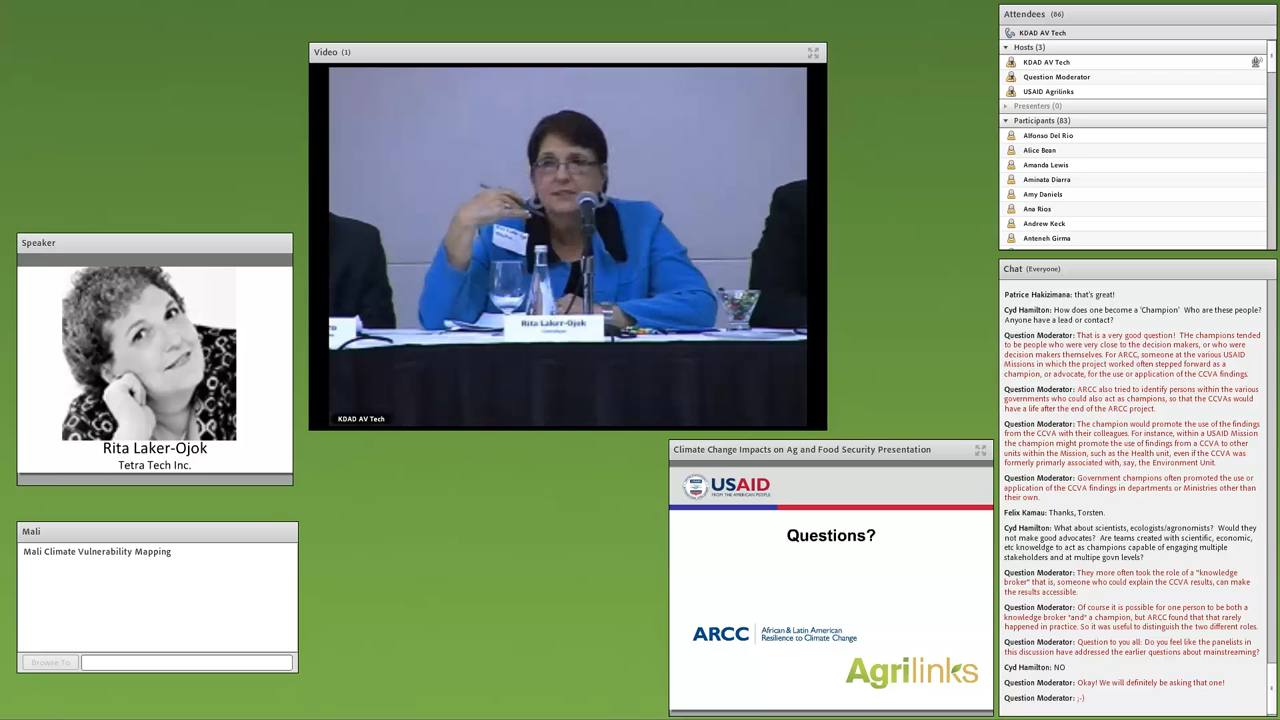 Video (1)
Rita Laker-Ojok
KDAD AV Tech
Speaker
Rita Laker-Ojok
Tetra Tech Inc.
Mali
Mali Climate Vulnerability Mapping
Browse To
Climate Change Impacts on Ag and Food Security Presentation
USAID
FROM THE AMERICAN PEOPLE
Questions?
ARCC
African & Latin American
Resilience to Climate Change
Agrilinks
Attendees (86)
KDAD AV Tech
Hosts (3)
KDAD AV Tech
Question Moderator
USAID Agrilinks
Presenters (0)
Participants (83)
Alfonso Del Rio
Alice Bean
Amanda Lewis
Aminata Diarra
Amy Daniels
Ana Rios
Andrew Keck
Anteneh Girma
Chat (Everyone)
Patrice Hakizimana: that's great!
Cyd Hamilton: How does one become a 'Champion'  Who are these people?
Anyone have a lead or contact?
Question Moderator: That is a very good question!  THe champions tended
to be people who were very close to the decision makers, or who were
decision makers themselves. For ARCC, someone at the various USAID
Missions in which the project worked often stepped forward as a
champion, or advocate, for the use or application of the CCVA findings.
Question Moderator: ARCC also tried to identify persons within the various
governments who could also act as champions, so that the CCVAs would
have a life after the end of the ARCC project.
Question Moderator: The champion would promote the use of the findings
from the CCVA with their colleagues. For instance, within a USAID Mission
the champion might promote the use of findings from a CCVA to other
units within the Mission, such as the Health unit, even if the CCVA was
formerly primarily associated with, say, the Environment Unit.
Question Moderator: Government champions often promoted the use or
application of the CCVA findings in departments or Ministries other than
their own.
Felix Kamau: Thanks, Torsten.
Cyd Hamilton: What about scientists, ecologists/agronomists?  Would they
not make good advocates?  Are teams created with scientific, economic,
etc knoweldge to act as champions capable of engaging multiple
stakeholders and at multipe govn levels?
Question Moderator: They more often took the role of a "knowledge
broker" that is, someone who could explain the CCVA results, can make
the results accessible.
Question Moderator: Of course it is possible for one person to be both a
knowledge broker *and* a champion, but ARCC found that that rarely
happened in practice. So it was useful to distinguish the two different roles.
Question Moderator: Question to you all: Do you feel like the panelists in
this discussion have addressed the earlier questions about mainstreaming?
Cyd Hamilton: NO
Question Moderator: Okay! We will definitely be asking that one!
Question Moderator: ;-)